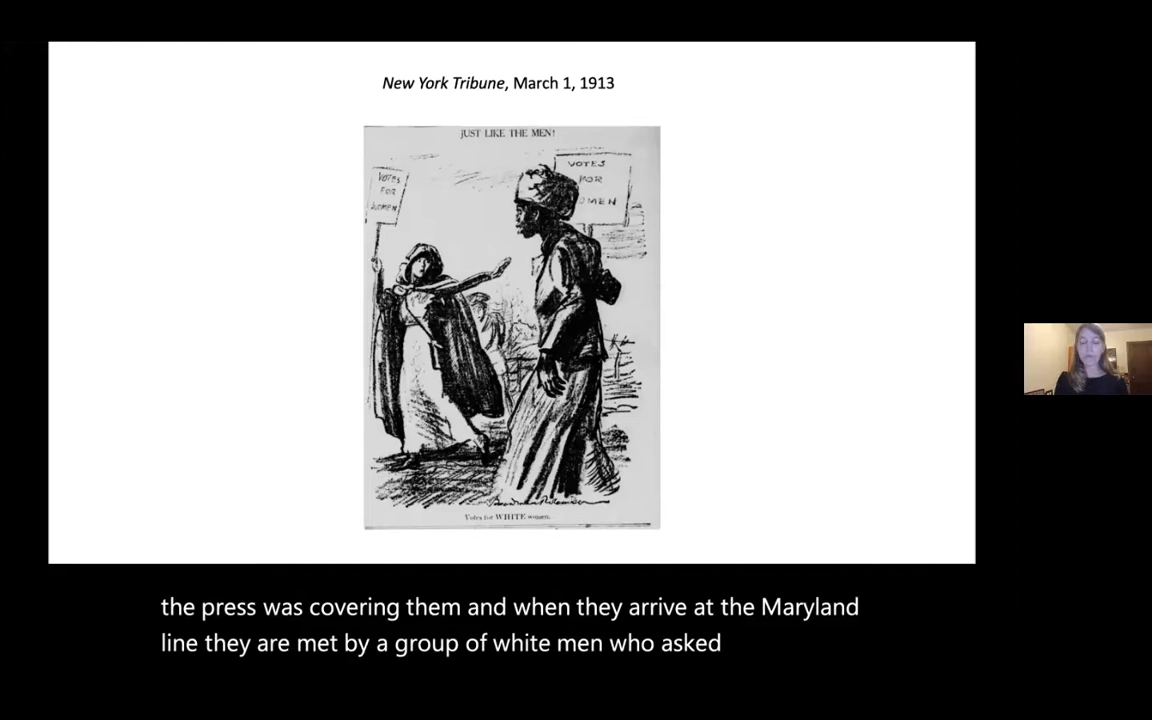 New York Tribune, March 1, 1913
JUST LIKE THE MEN!
VOTES
FOR
WOMEN
VOTES
FOR
OMEN
Votes for WHITE women.
the press was covering them and when they arrive at the Maryland
line they are met by a group of white men who asked